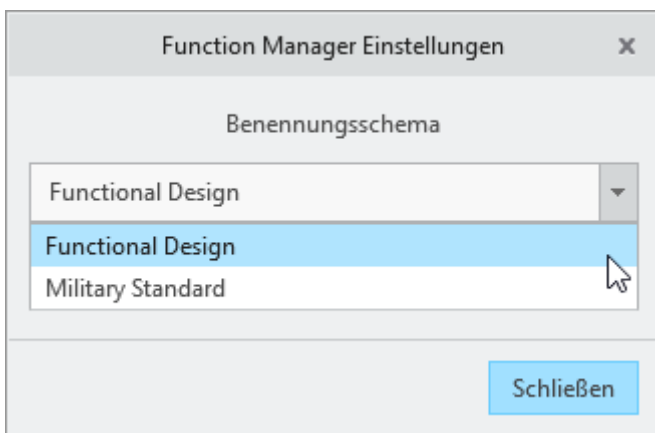 Function Manager Einstellungen
Benennungsschema
Functional Design
Functional Design
Military Standard
Schließen